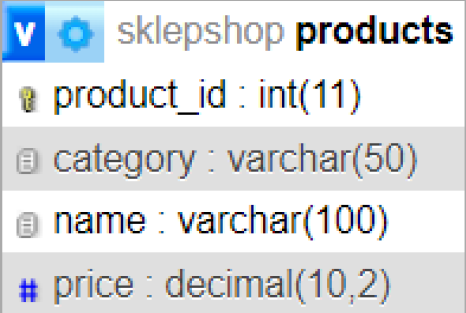 v sklepshop products
product_id : int(11)
category : varchar(50)
name : varchar(100)
# price : decimal(10,2)